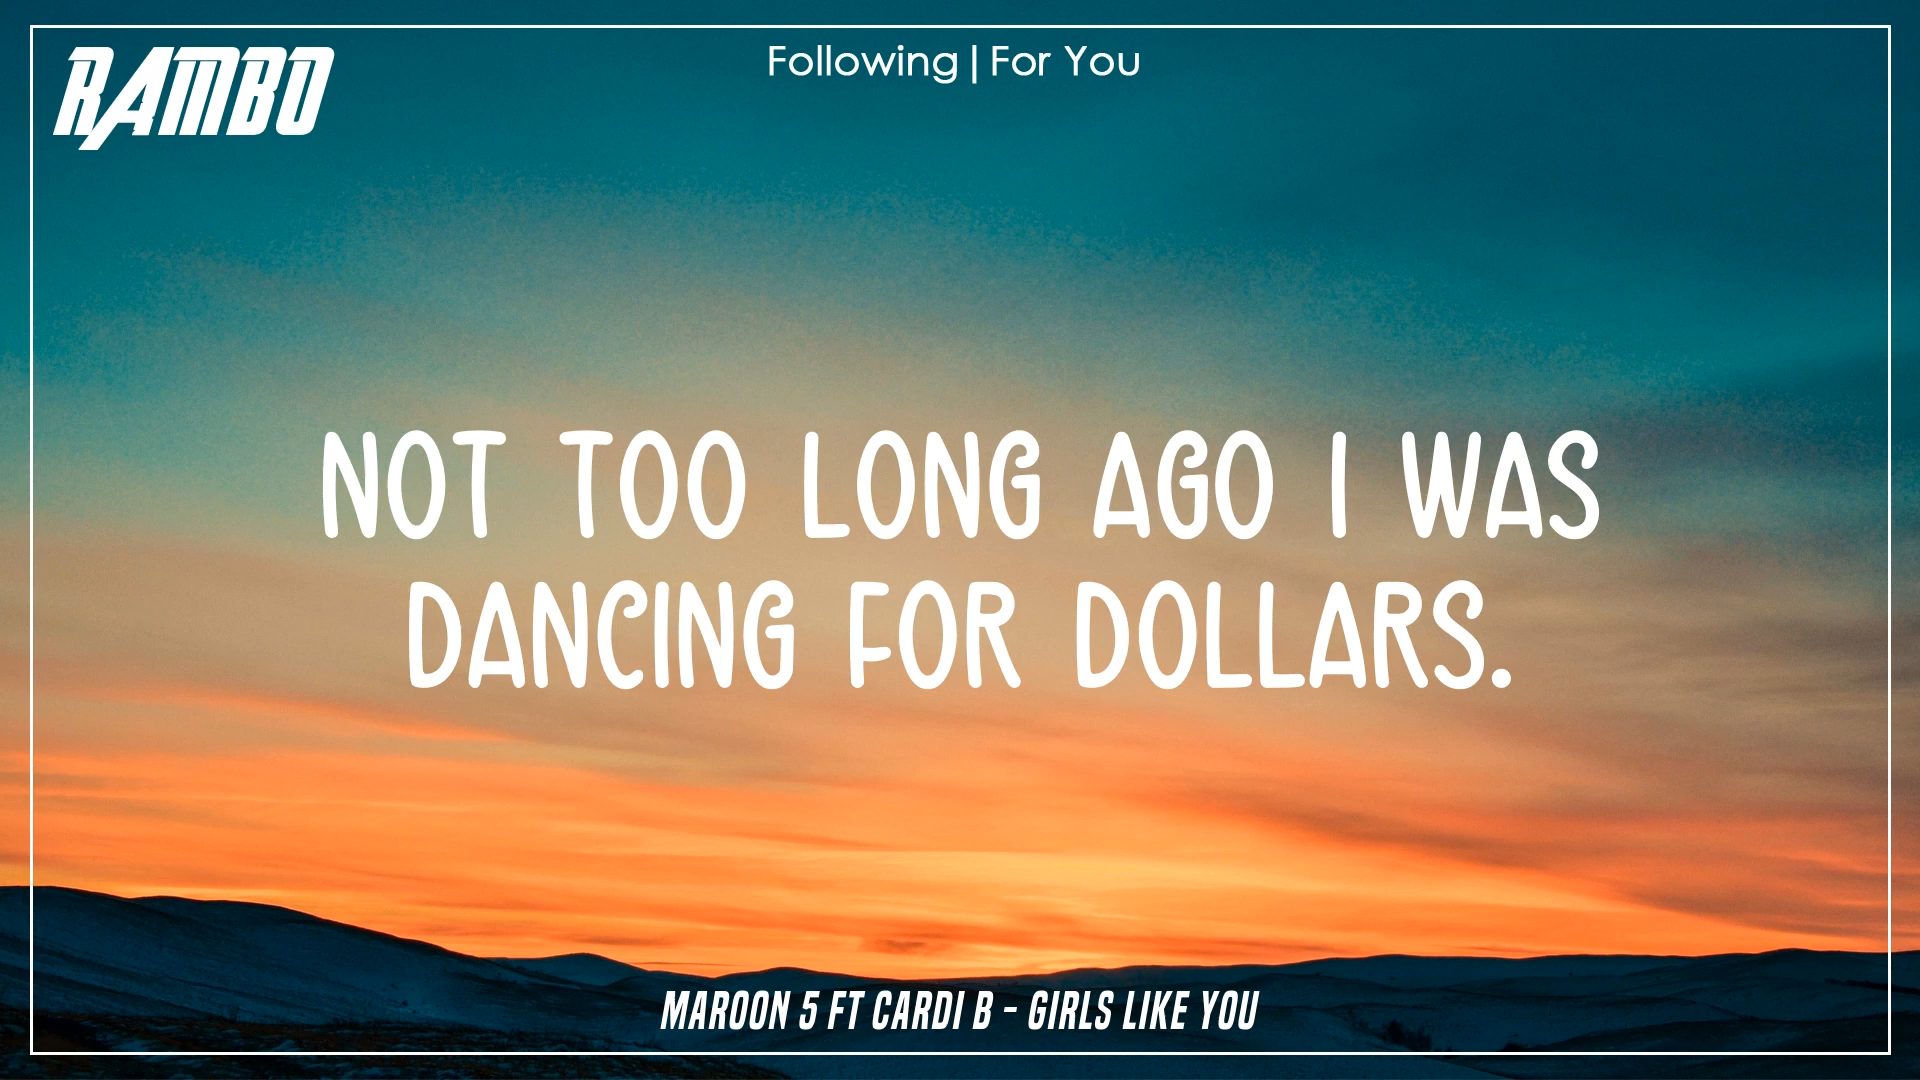 RAMBO
Following | For You
NOT TOO LONG AGO I WAS
DANCING FOR DOLLARS.
MAROON 5 FT CARDI B - GIRLS LIKE YOU